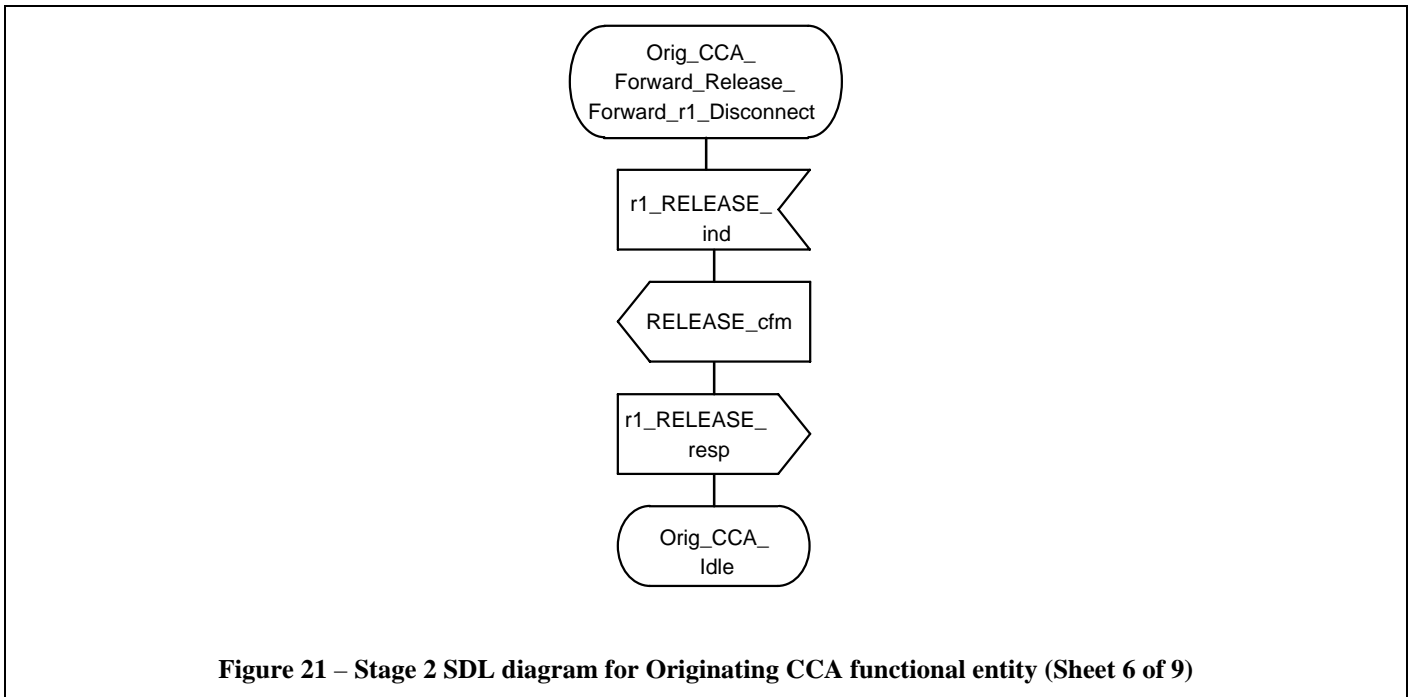 Orig_CCA_
Forward_Release_
Forward_r1_Disconnect
r1_RELEASE_
ind
RELEASE_cfm
r1_RELEASE_
resp
Orig_CCA_
Idle
Figure 21 – Stage 2 SDL diagram for Originating CCA functional entity (Sheet 6 of 9)